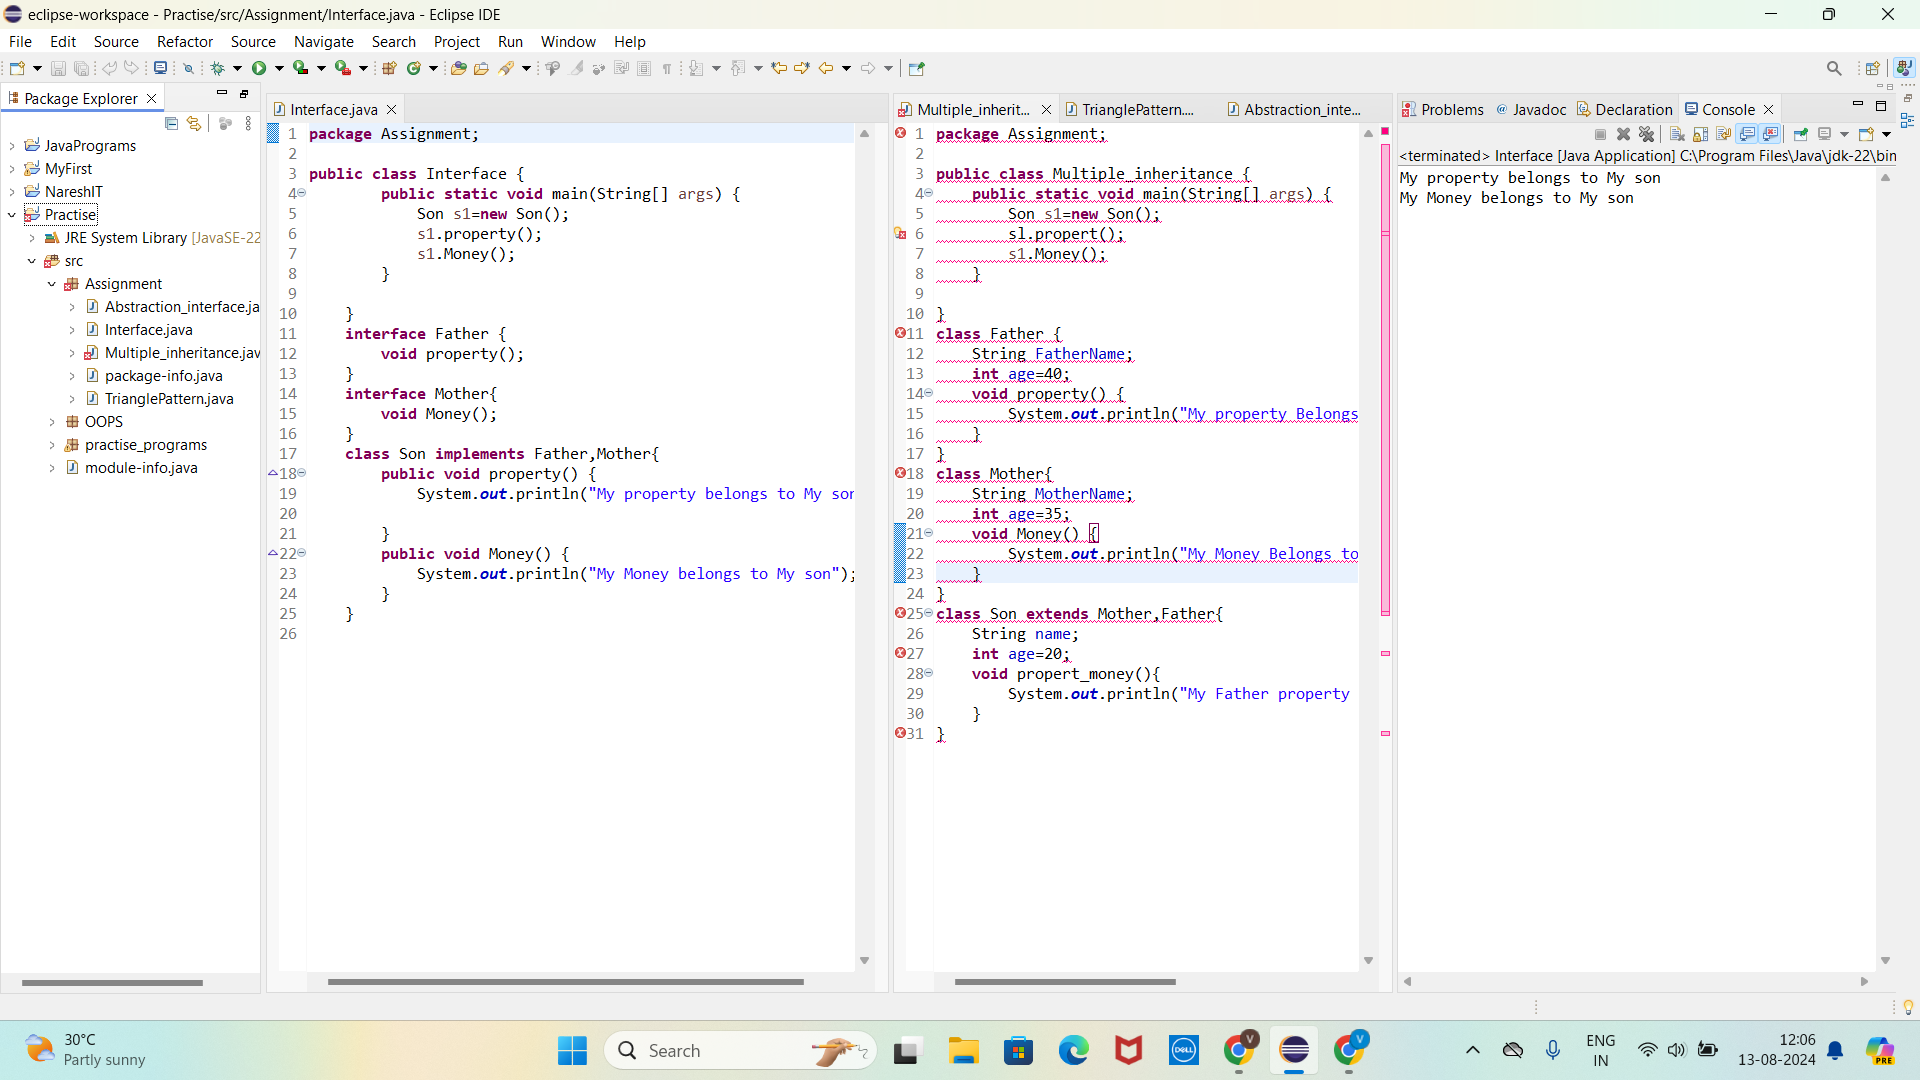 eclipse-workspace - Practise/src/Assignment/Interface.java - Eclipse IDE
File Edit Source Refactor Source Navigate Search Project Run Window Help
Package Explorer
JavaPrograms
MyFirst
NareshIT
Practise
JRE System Library [JavaSE-22
src
Assignment
Abstraction_interface.ja
Interface.java
Multiple_inheritance.jav
package-info.java
TrianglePattern.java
OOPS
practise_programs
module-info.java
Interface.java
1 package Assignment;
2
3 public class Interface {
4 public static void main(String[] args) {
5 Son s1=new Son();
6 s1.property();
7 s1.Money();
8 }
9
10 }
11 interface Father {
12 void property();
13 }
14 interface Mother{
15 void Money();
16 }
17 class Son implements Father,Mother{
18 public void property() {
19 System.out.println("My property belongs to My son
20
21 }
22 public void Money() {
23 System.out.println("My Money belongs to My son");
24 }
25 }
26
Multiple_inherit... TrianglePattern.... Abstraction_inte...
1 package Assignment;
2
3 public class Multiple_inheritance {
4 public static void main(String[] args) {
5 Son s1=new Son();
6 sl.propert();
7 s1.Money();
8 }
9
10 }
11 class Father {
12 String FatherName;
13 int age=40;
14 void property() {
15 System.out.println("My property Belongs
16 }
17 }
18 class Mother{
19 String MotherName;
20 int age=35;
21 void Money() {
22 System.out.println("My Money Belongs to
23 }
24 }
25 class Son extends Mother,Father{
26 String name;
27 int age=20;
28 void propert_money(){
29 System.out.println("My Father property
30 }
31 }
Problems Javadoc Declaration Console
<terminated> Interface [Java Application] C:\Program Files\Java\jdk-22\bin
My property belongs to My son
My Money belongs to My son
30°C
Partly sunny
Search
DELL
V
V
ENG
IN
12:06
13-08-2024
PRE